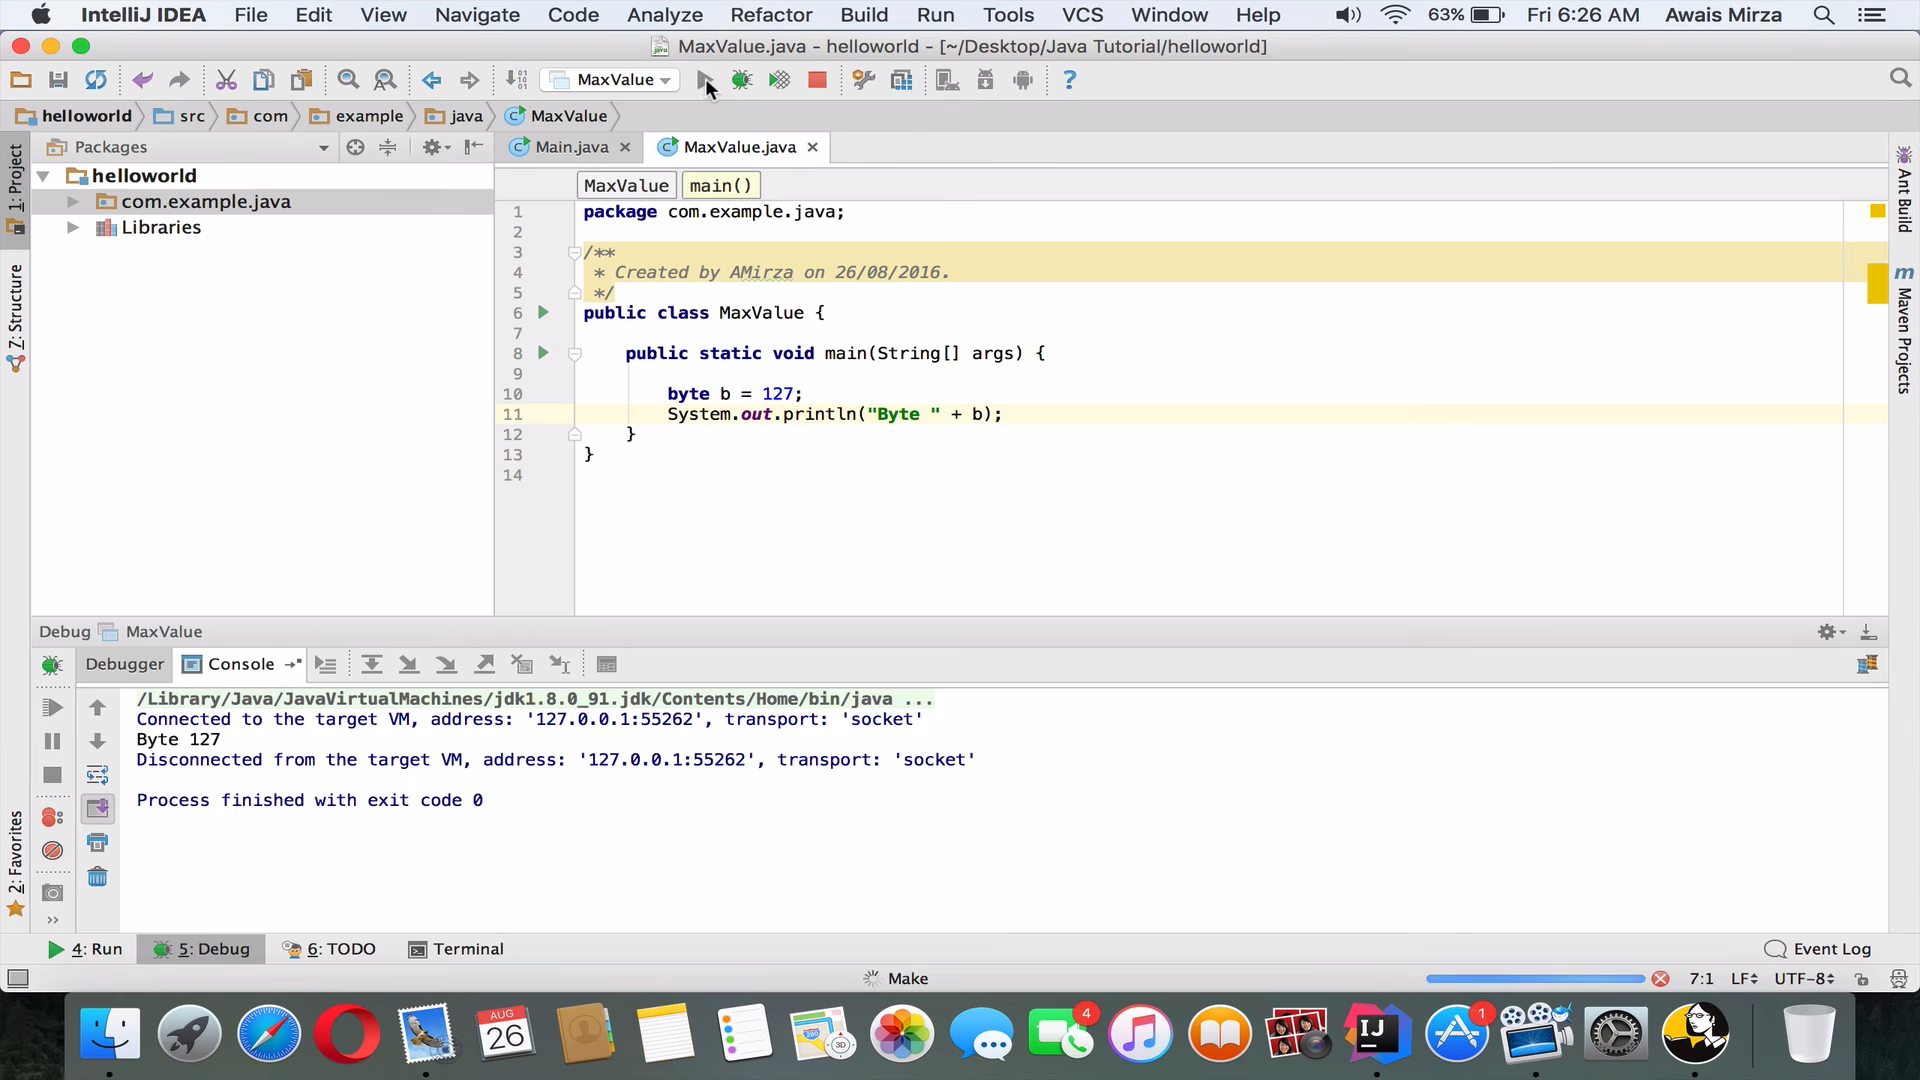 IntelliJ IDEA File Edit View Navigate Code Analyze Refactor Build Run Tools VCS Window Help 63% Fri 6:26 AM Awais Mirza
MaxValue.java - helloworld - [~/Desktop/Java Tutorial/helloworld]
MaxValue
helloworld src com example java MaxValue
Packages
Main.java MaxValue.java
1: Project
Z: Structure
2: Favorites
helloworld
com.example.java
Libraries
MaxValue main()
1 package com.example.java;
2
3 /**
4 * Created by AMirza on 26/08/2016.
5 */
6 public class MaxValue {
7
8 public static void main(String[] args) {
9
10 byte b = 127;
11 System.out.println("Byte " + b);
12 }
13 }
14
Ant Build
m Maven Projects
Debug MaxValue
Debugger Console
/Library/Java/JavaVirtualMachines/jdk1.8.0_91.jdk/Contents/Home/bin/java ...
Connected to the target VM, address: '127.0.0.1:55262', transport: 'socket'
Byte 127
Disconnected from the target VM, address: '127.0.0.1:55262', transport: 'socket'
Process finished with exit code 0
4: Run 5: Debug 6: TODO Terminal Event Log
Make 7:1 LF UTF-8
AUG
26
280
3D
4
IJ
1